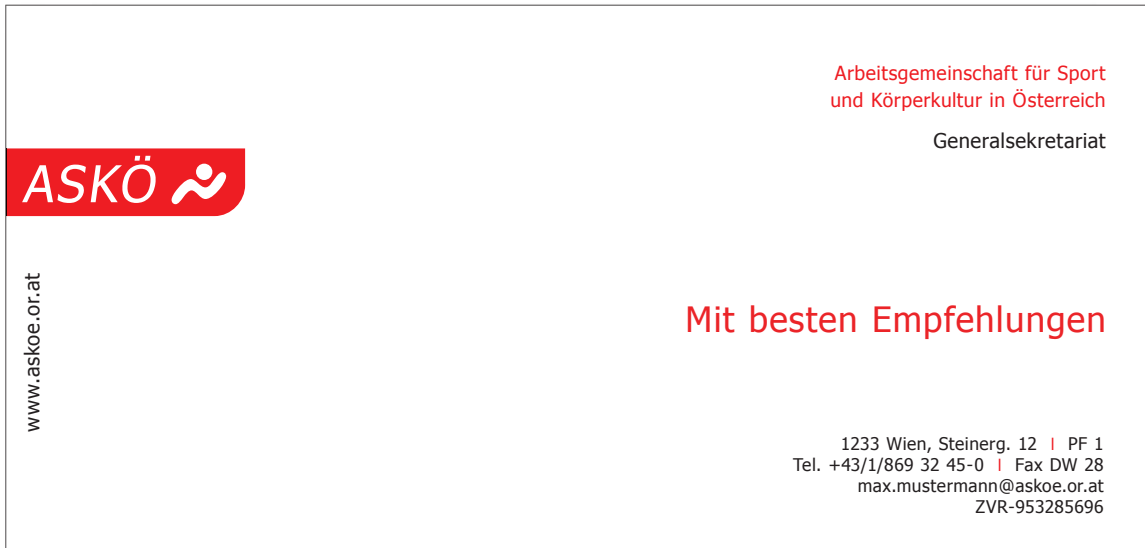 Arbeitsgemeinschaft für Sport
und Körperkultur in Österreich
Generalsekretariat
ASKÖ
www.askoe.or.at
Mit besten Empfehlungen
1233 Wien, Steinerg. 12 I PF 1
Tel. +43/1/869 32 45-0 I Fax DW 28
max.mustermann@askoe.or.at
ZVR-953285696